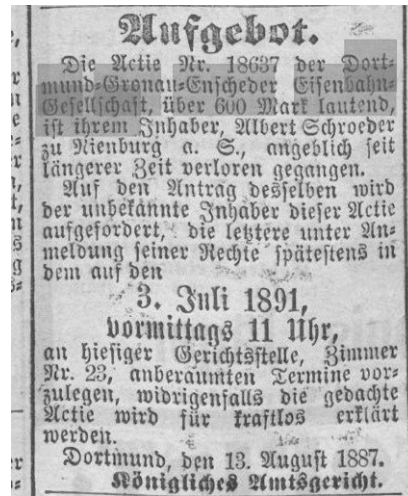 Aufgebot.
Die Actie Nr. 18637 der Dort-
mund-Gronau-Enscheder Eisenbahn-
Gesellschaft, über 600 Mark lautend,
ist ihrem Inhaber, Albert Schroeder
zu Nienburg a. S., angeblich seit
längerer Zeit verloren gegangen.
Auf den Antrag desselben wird
der unbekannte Inhaber dieser Actie
aufgefordert, die letztere unter An-
meldung seiner Rechte spätestens in
dem auf den
3. Juli 1891,
vormittags 11 Uhr,
an hiesiger Gerichtsstelle, Zimmer
Nr. 23, anberaumten Termine vor-
zulegen, widrigenfalls die gedachte
Actie wird für kraftlos erklärt
werden.
Dortmund, den 13. August 1887.
Königliches Amtsgericht.